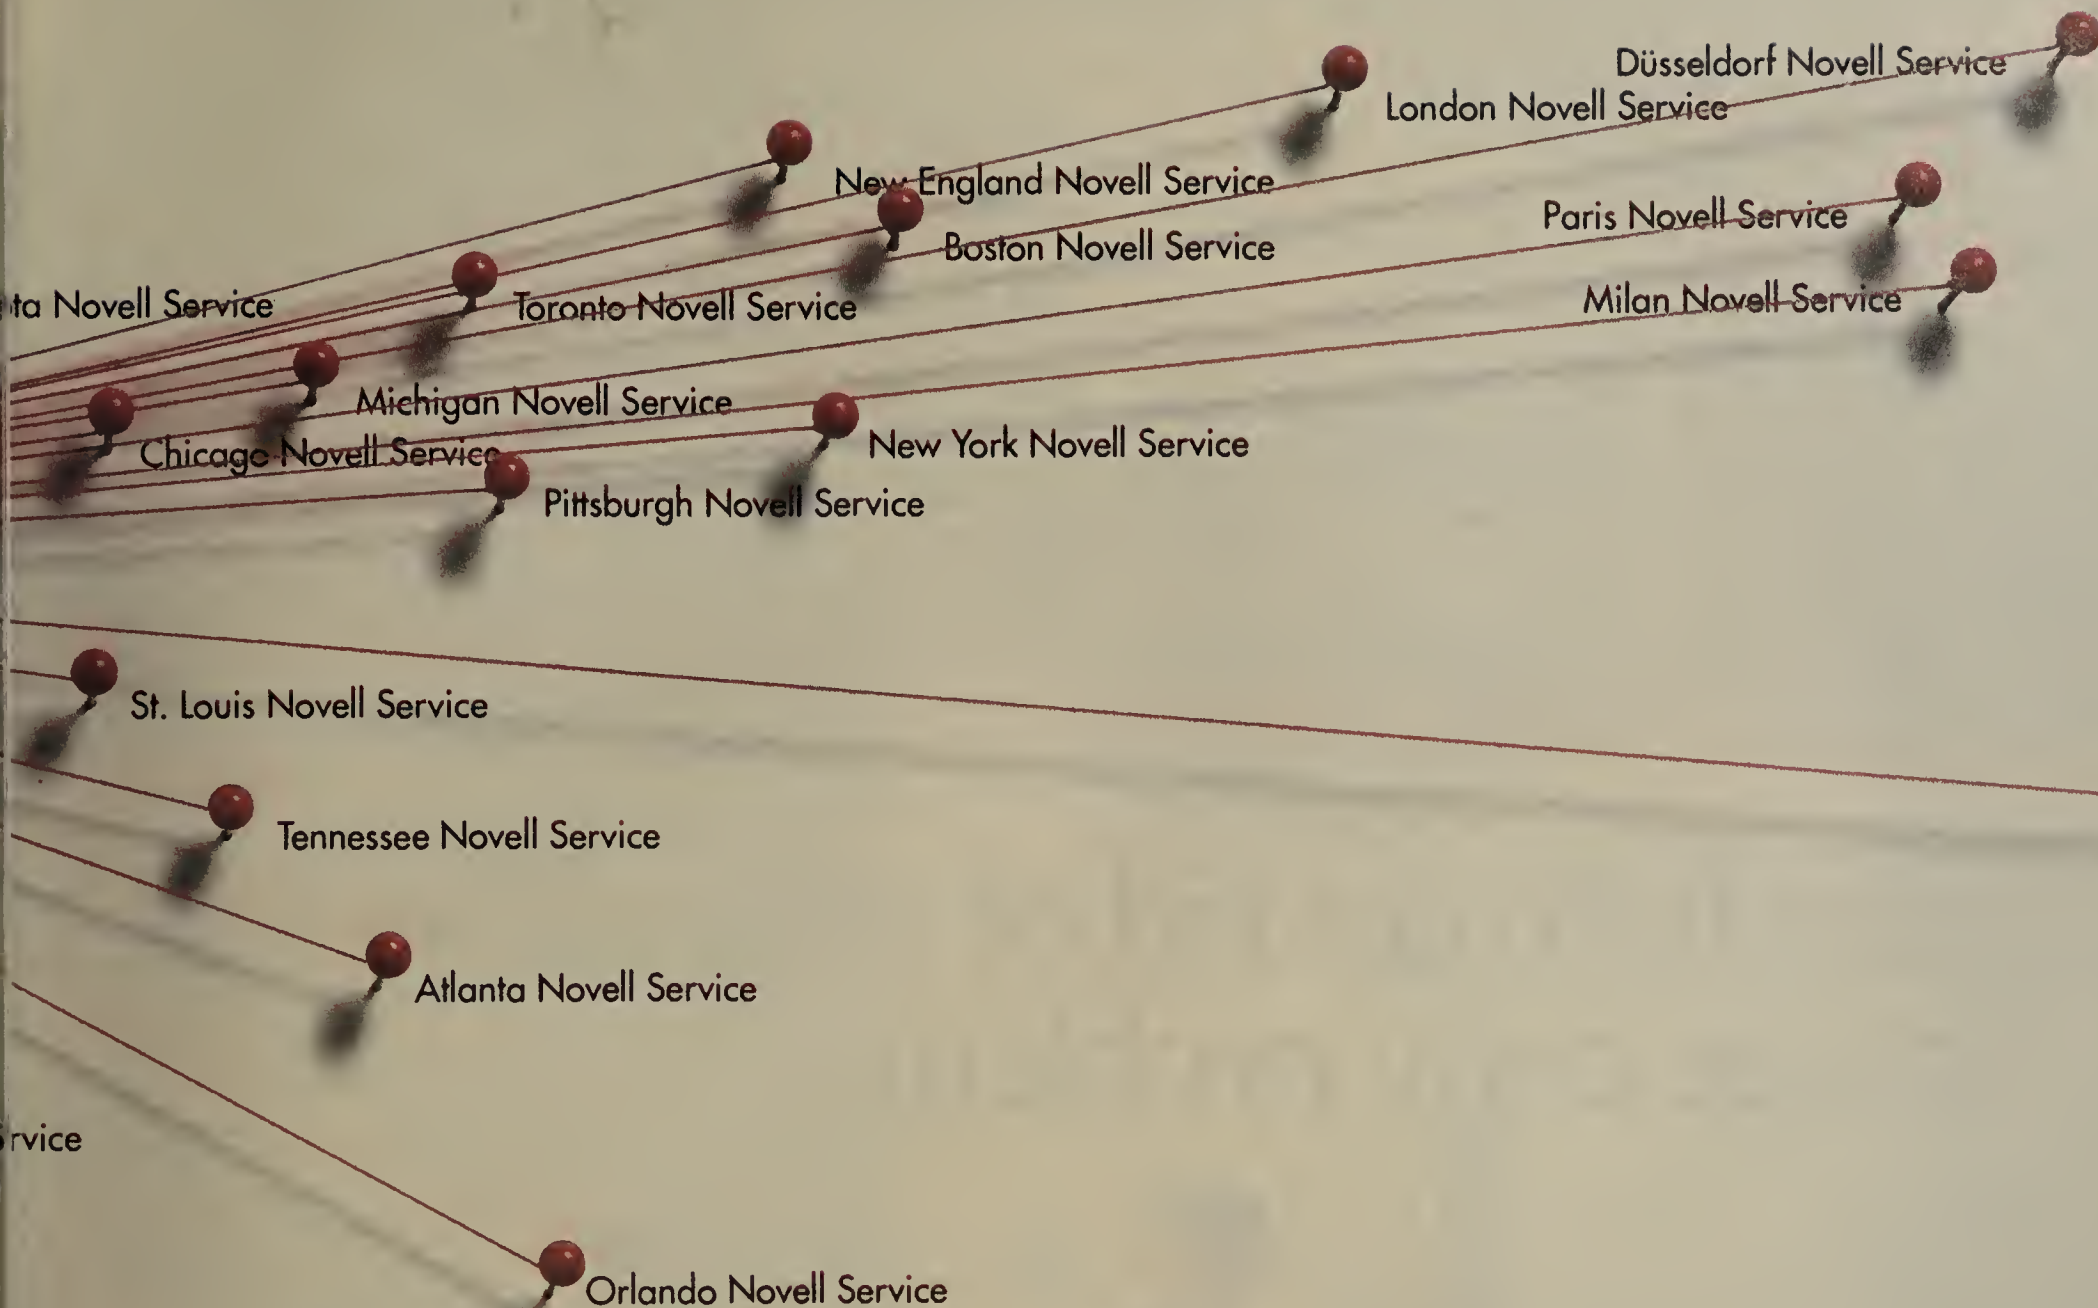 Düsseldorf Novell Service
London Novell Service
New England Novell Service
Paris Novell Service
Boston Novell Service
Milan Novell Service
ta Novell Service
Toronto Novell Service
Michigan Novell Service
New York Novell Service
Chicago Novell Service
Pittsburgh Novell Service
St. Louis Novell Service
Tennessee Novell Service
Atlanta Novell Service
rvice
Orlando Novell Service